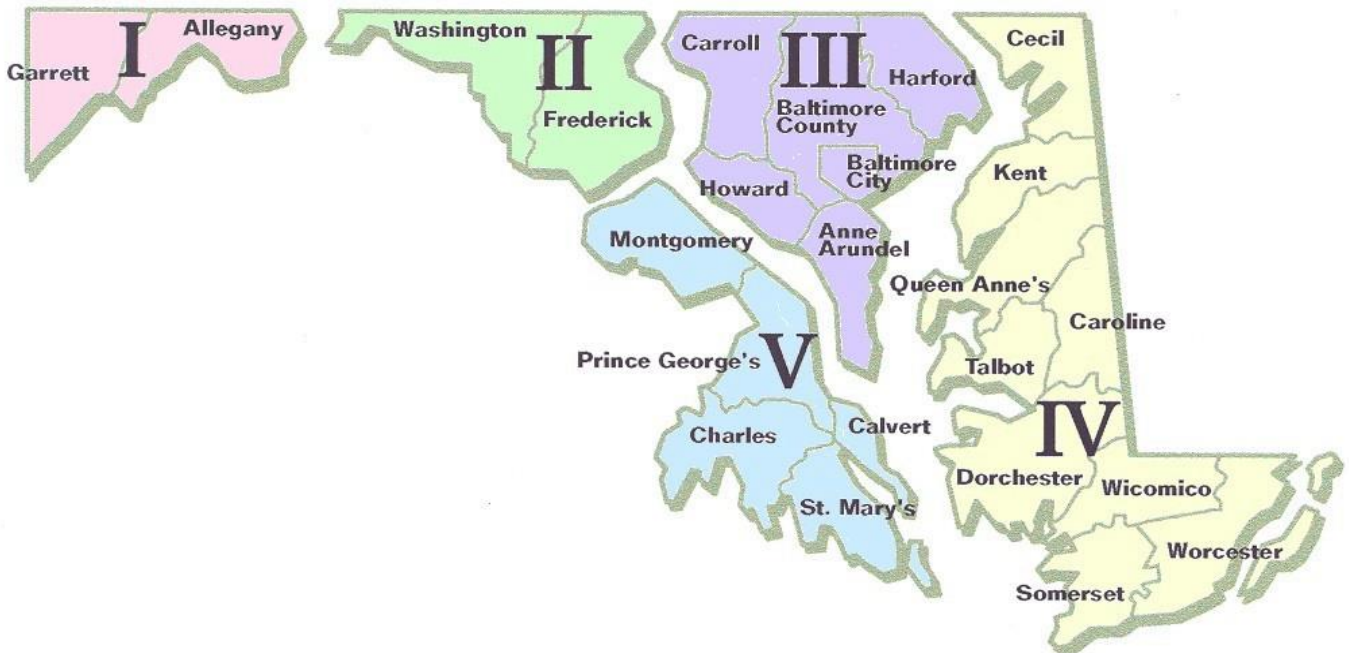 Garrett
I
Allegany
Washington
II
Frederick
Carroll
III
Harford
Baltimore
County
Baltimore
City
Howard
Anne
Arundel
Cecil
Kent
Queen Anne's
Caroline
Talbot
IV
Dorchester
Wicomico
Worcester
Somerset
Montgomery
Prince George's
V
Charles
Calvert
St. Mary's